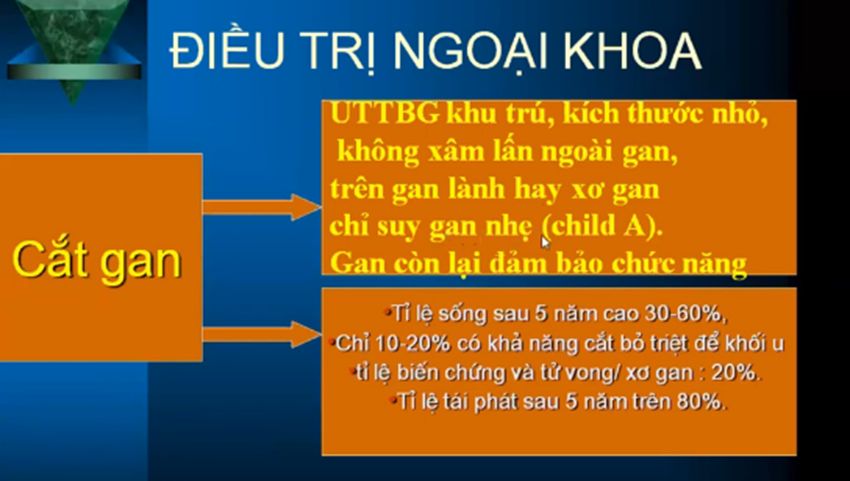 ĐIỀU TRỊ NGOẠI KHOA
Cắt gan
UTTBG khu trú, kích thước nhỏ,
không xâm lấn ngoài gan,
trên gan lành hay xơ gan
chỉ suy gan nhẹ (child A).
Gan còn lại đảm bảo chức năng
•Tỉ lệ sống sau 5 năm cao 30-60%,
•Chỉ 10-20% có khả năng cắt bỏ triệt để khối u
•tỉ lệ biến chứng và tử vong/ xơ gan : 20%.
•Tỉ lệ tái phát sau 5 năm trên 80%.